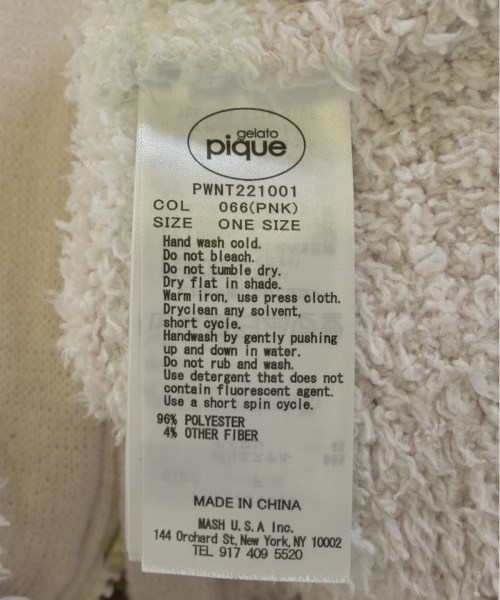 gelato
pique
PWNT221001
COL 066(PNK)
SIZE ONE SIZE
Hand wash cold.
Do not bleach.
Do not tumble dry.
Dry flat in shade.
Warm iron, use press cloth.
Dryclean any solvent,
short cycle.
Handwash by gently pushing
up and down in water.
Do not rub and wash.
Use detergent that does not
contain fluorescent agent.
Use a short spin cycle.
96% POLYESTER
4% OTHER FIBER
MADE IN CHINA
MASH U.S.A Inc.
144 Orchard St, New York, NY 10002
TEL 917 409 5520